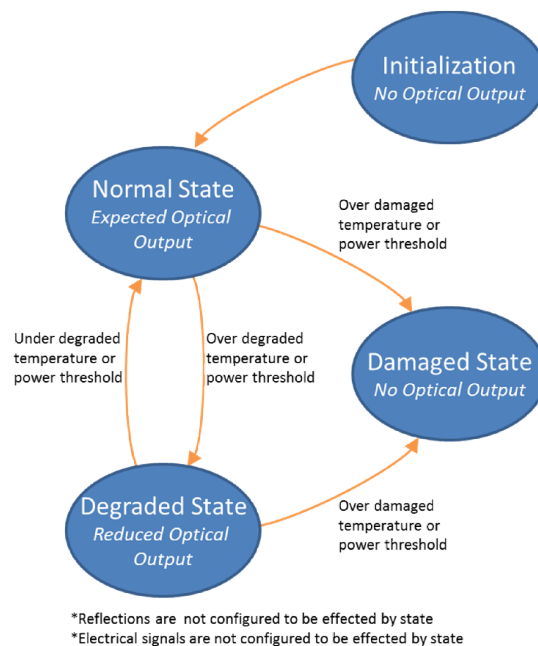 Initialization
No Optical Output
Normal State
Expected Optical
Output
Over damaged
temperature or
power threshold
Under degraded
temperature or
power threshold
Over degraded
temperature or
power threshold
Damaged State
No Optical Output
Degraded State
Reduced Optical
Output
Over damaged
temperature or
power threshold
*Reflections are not configured to be effected by state
*Electrical signals are not configured to be effected by state